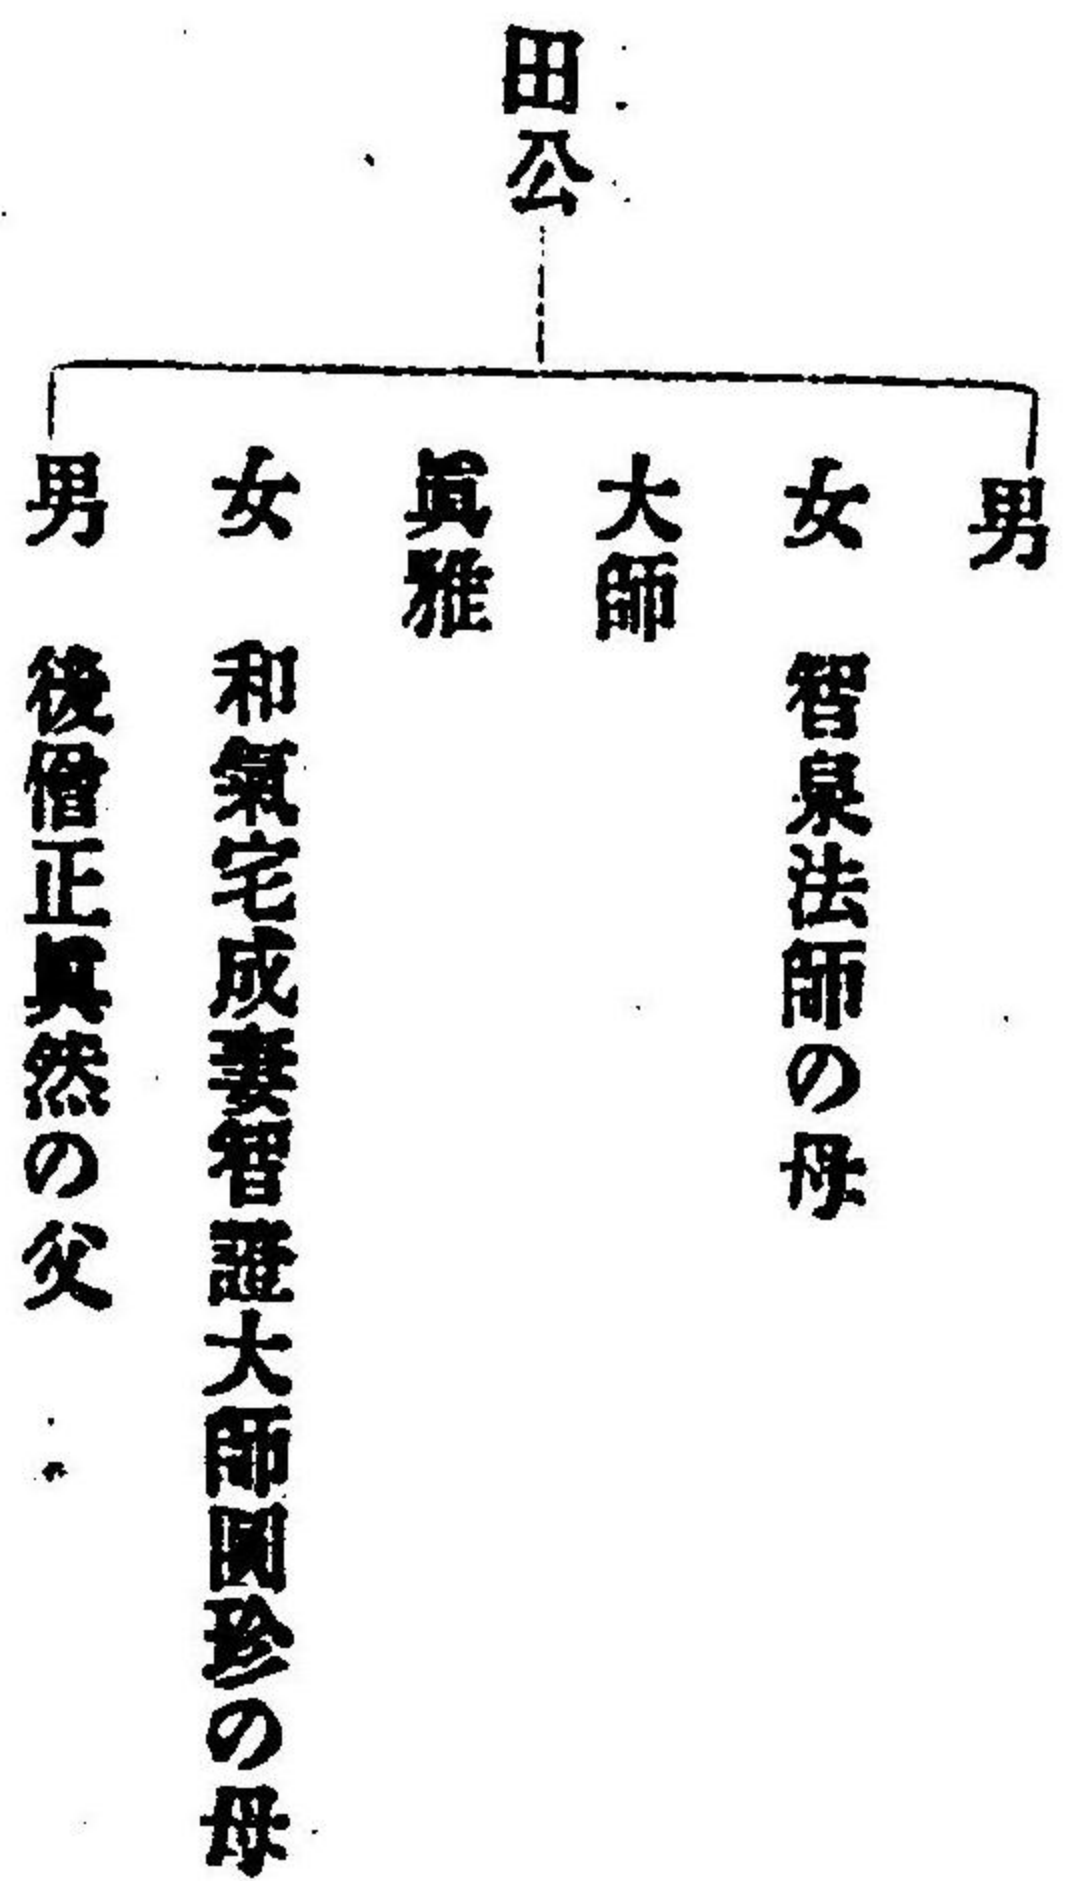 田公
男
女　智泉法師の母
大師
眞雅
女　和氣宅成妻智證大師圓珍の母
男　後僧正眞然の父